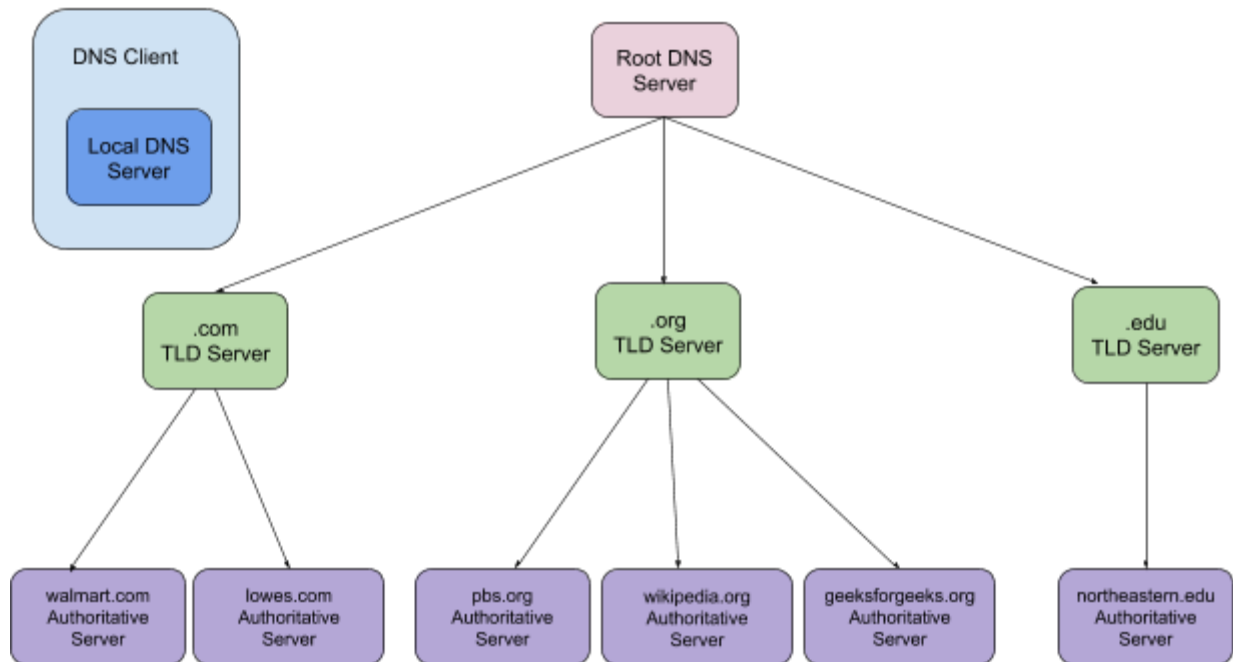 DNS Client
Local DNS
Server
Root DNS
Server
.com
TLD Server
.org
TLD Server
.edu
TLD Server
walmart.com
Authoritative
Server
lowes.com
Authoritative
Server
pbs.org
Authoritative
Server
wikipedia.org
Authoritative
Server
geeksforgeeks.org
Authoritative
Server
northeastern.edu
Authoritative
Server